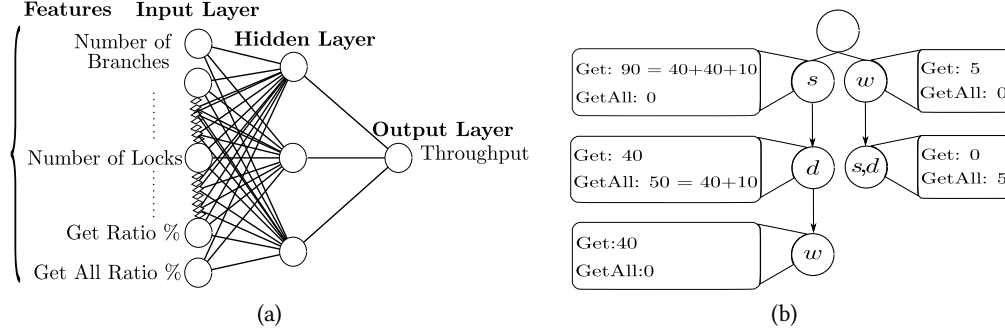 Features Input Layer
Number of
Branches
Hidden Layer
Number of Locks
Output Layer
Throughput
Get Ratio %
Get All Ratio %
(a)
Get: 90 = 40+40+10
GetAll: 0
s
w
Get: 5
GetAll: 0
Get: 40
GetAll: 50 = 40+10
d
s,d
Get: 0
GetAll: 5
Get:40
GetAll:0
w
(b)